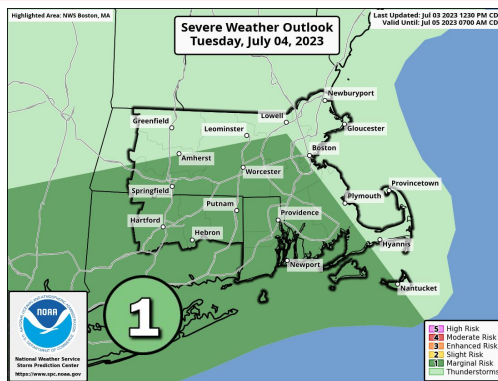 Highlighted Area: NWS Boston, MA
Last Updated: Jul 03 2023 1230 PM CD
Valid Until: Jul 05 2023 0700 AM CD
Severe Weather Outlook
Tuesday, July 04, 2023
Newburyport
Lowell
Greenfield
Gloucester
Leominster
Boston
Amherst
Worcester
Provincetown
Springfield
Plymouth
Putnam
Providence
Hartford
Hebron
Hyannis
Newport
Nantucket
1
NOAA
National Weather Service
Storm Prediction Center
https://www.spc.noaa.gov
5 High Risk
4 Moderate Risk
3 Enhanced Risk
2 Slight Risk
1 Marginal Risk
Thunderstorms